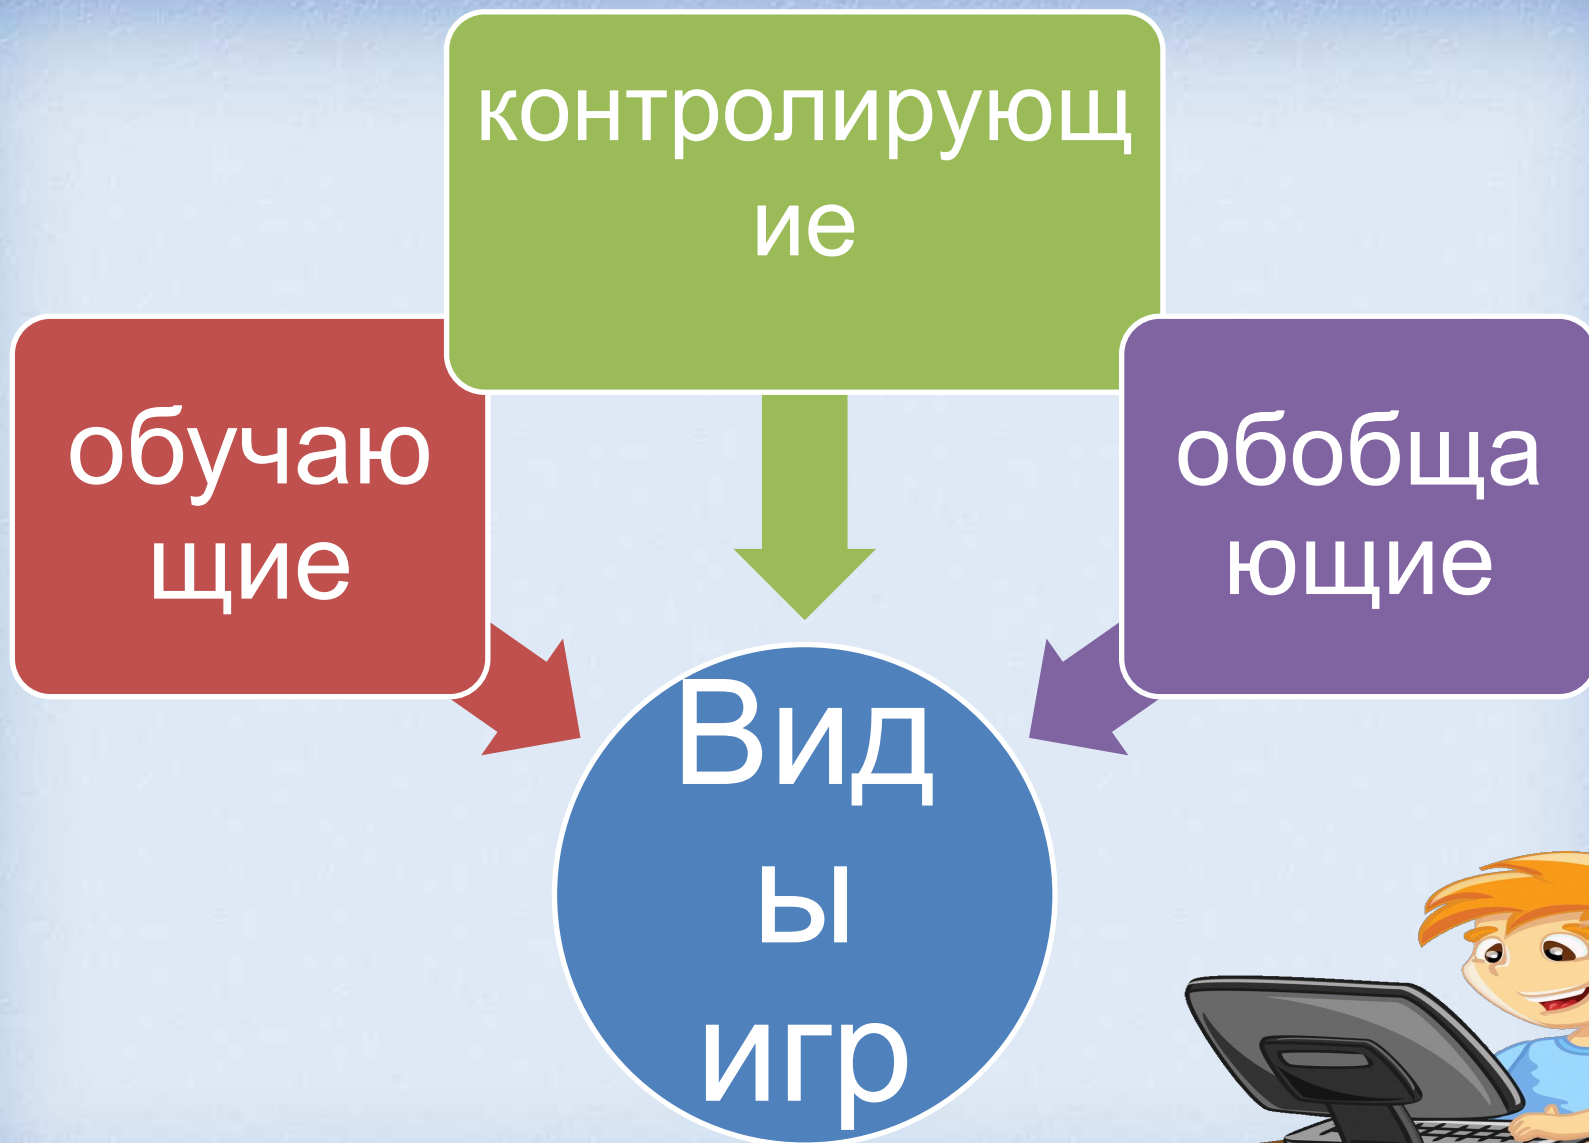 контролирующ
ие
обучаю
щие
обобща
ющие
Вид
ы
игр